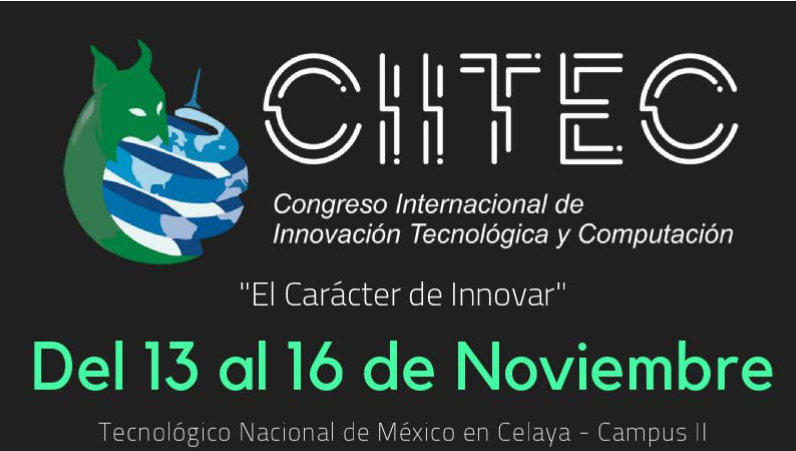 CIITEC
Congreso Internacional de
Innovación Tecnológica y Computación
"El Carácter de Innovar"
Del 13 al 16 de Noviembre
Tecnológico Nacional de México en Celaya - Campus II